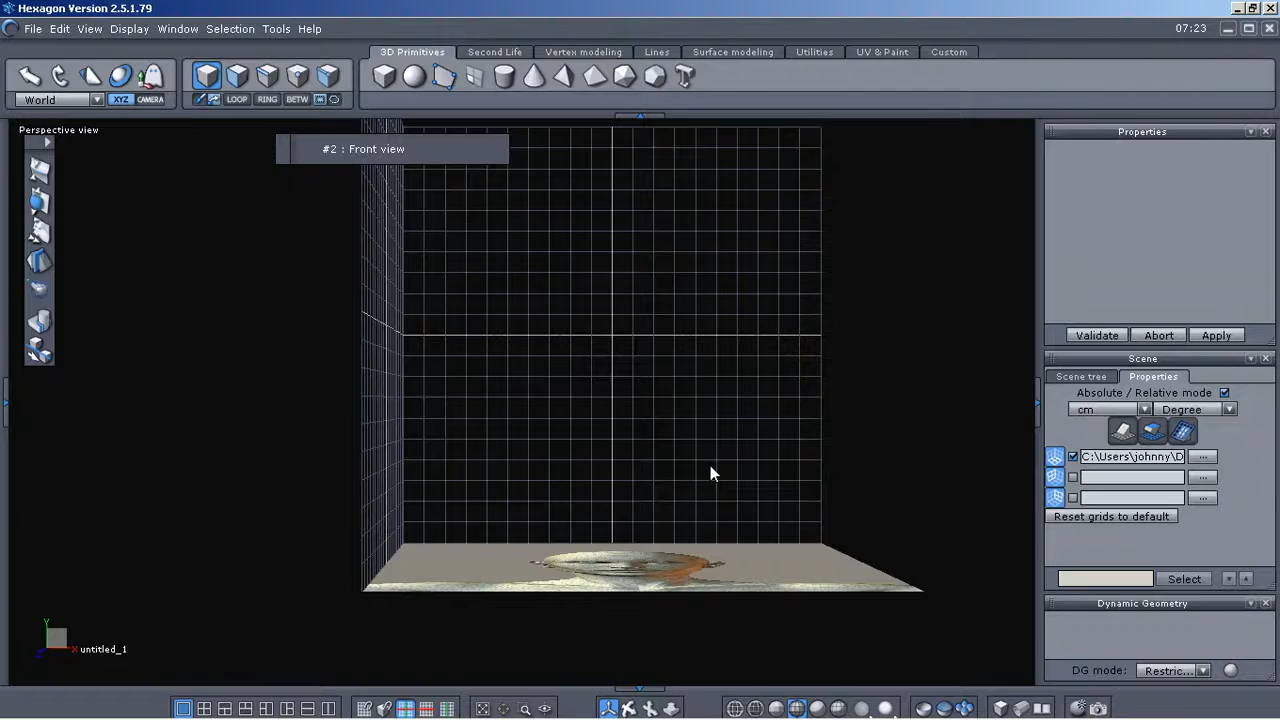 Hexagon Version 2.5.1.79
File Edit View Display Window Selection Tools Help
07:23
3D Primitives Second Life Vertex modeling Lines Surface modeling Utilities UV & Paint Custom
World XYZ CAMERA
LOOP RING BETW
Perspective view
#2 : Front view
Properties
Validate Abort Apply
Scene
Scene tree Properties
Absolute / Relative mode
cm Degree
C:\Users\johnny\D ...
...
...
Reset grids to default
Select
Dynamic Geometry
DG mode: Restric...
Y
X
untitled_1